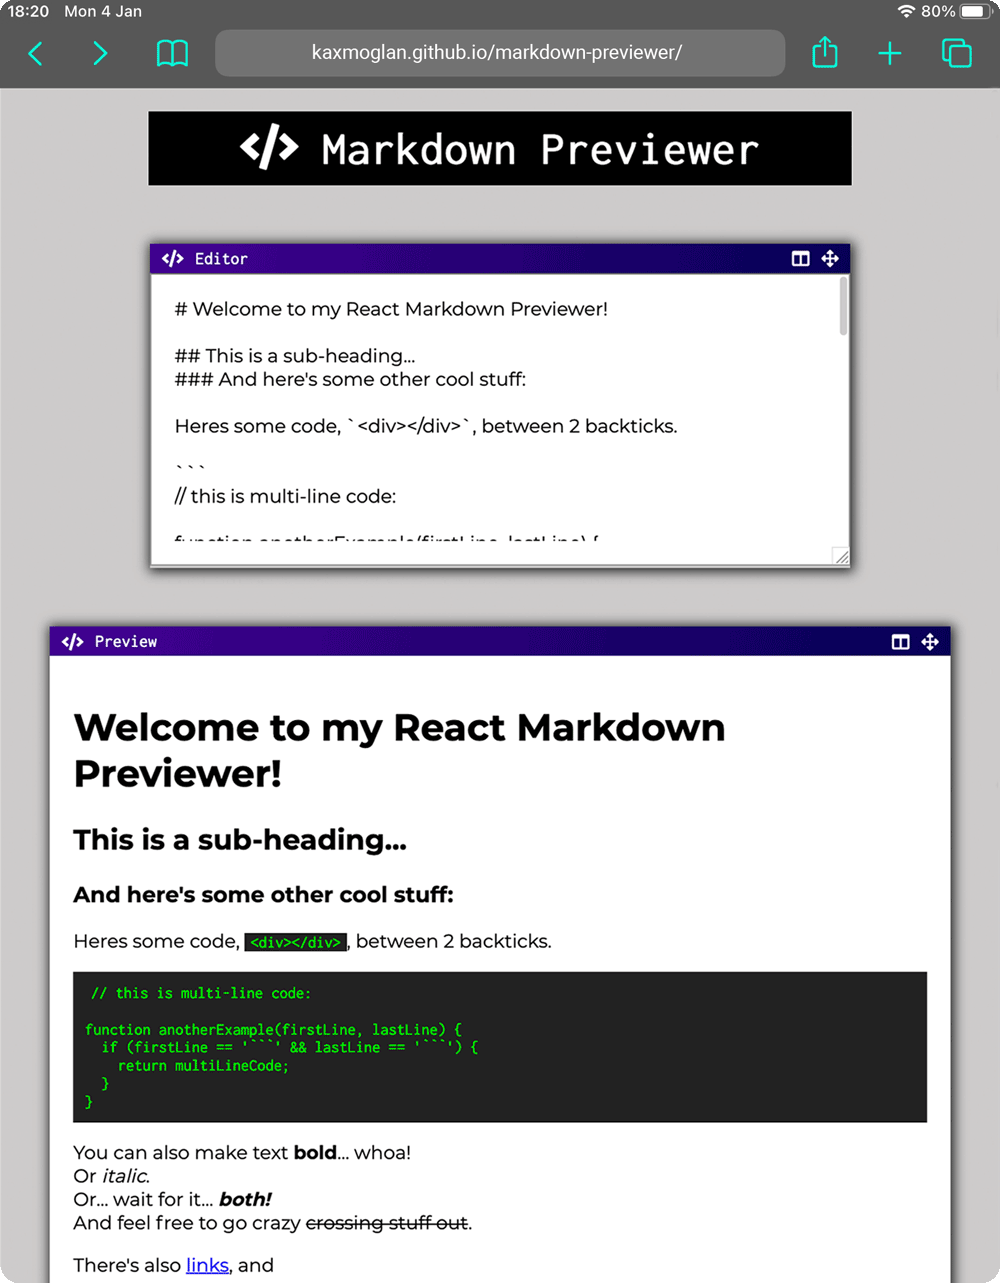 18:20 Mon 4 Jan 80%
kaxmoglan.github.io/markdown-previewer/
</> Markdown Previewer
</> Editor
# Welcome to my React Markdown Previewer!
## This is a sub-heading...
### And here's some other cool stuff:
Heres some code, `<div></div>`, between 2 backticks.
```
// this is multi-line code:
function anotherExample(firstLine, lastLine) {
</> Preview
Welcome to my React Markdown
Previewer!
This is a sub-heading...
And here's some other cool stuff:
Heres some code, <div></div>, between 2 backticks.
// this is multi-line code:
function anotherExample(firstLine, lastLine) {
if (firstLine == '```' && lastLine == '```') {
return multiLineCode;
}
}
You can also make text bold... whoa!
Or italic.
Or... wait for it... both!
And feel free to go crazy crossing stuff out.
There's also links, and